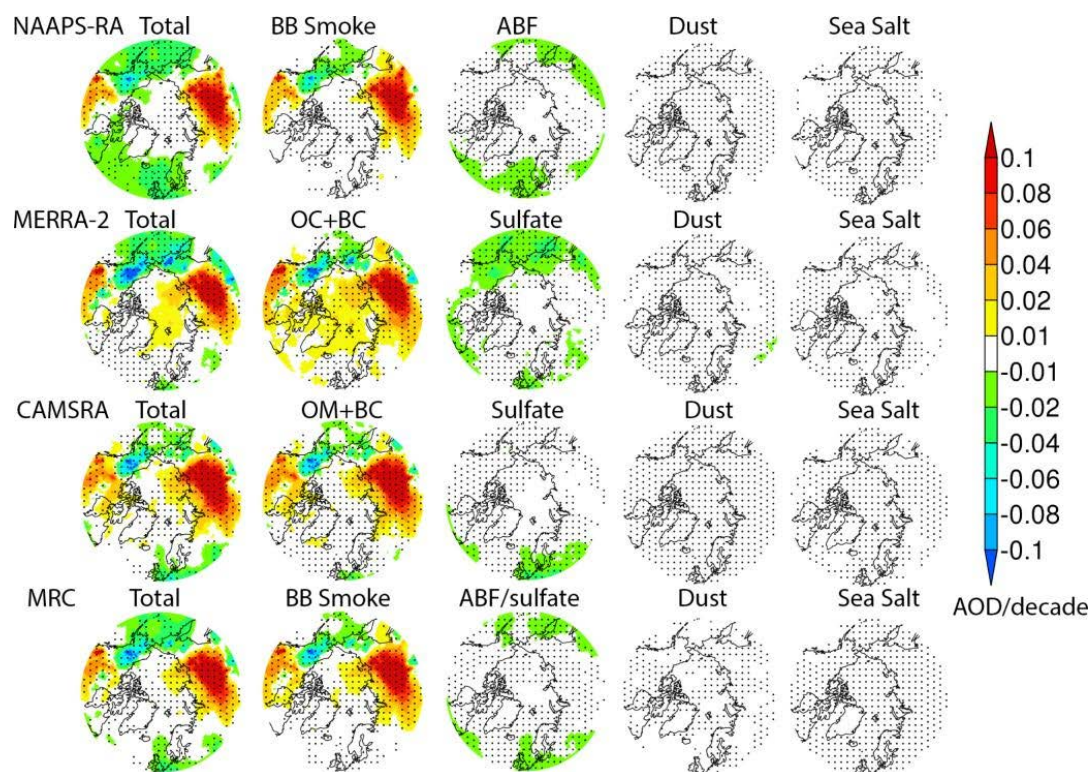 NAAPS-RA Total BB Smoke ABF Dust Sea Salt
MERRA-2 Total OC+BC Sulfate Dust Sea Salt
CAMSRA Total OM+BC Sulfate Dust Sea Salt
MRC Total BB Smoke ABF/sulfate Dust Sea Salt
0.1
0.08
0.06
0.04
0.02
0.01
-0.01
-0.02
-0.04
-0.06
-0.08
-0.1
AOD/decade